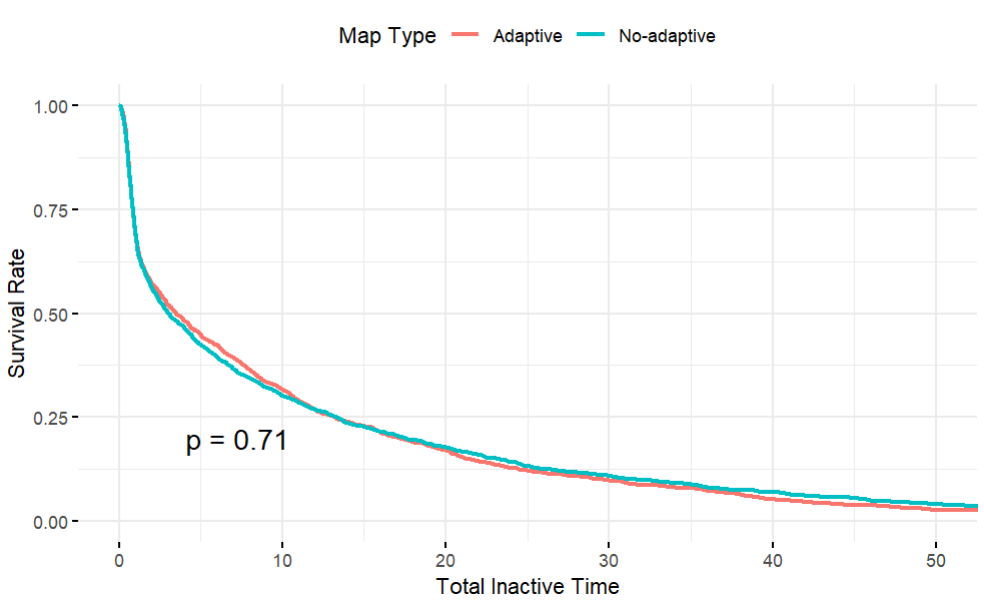 Map Type Adaptive No-adaptive
1.00
0.75
0.50
0.25
0.00
Survival Rate
p = 0.71
0 10 20 30 40 50
Total Inactive Time